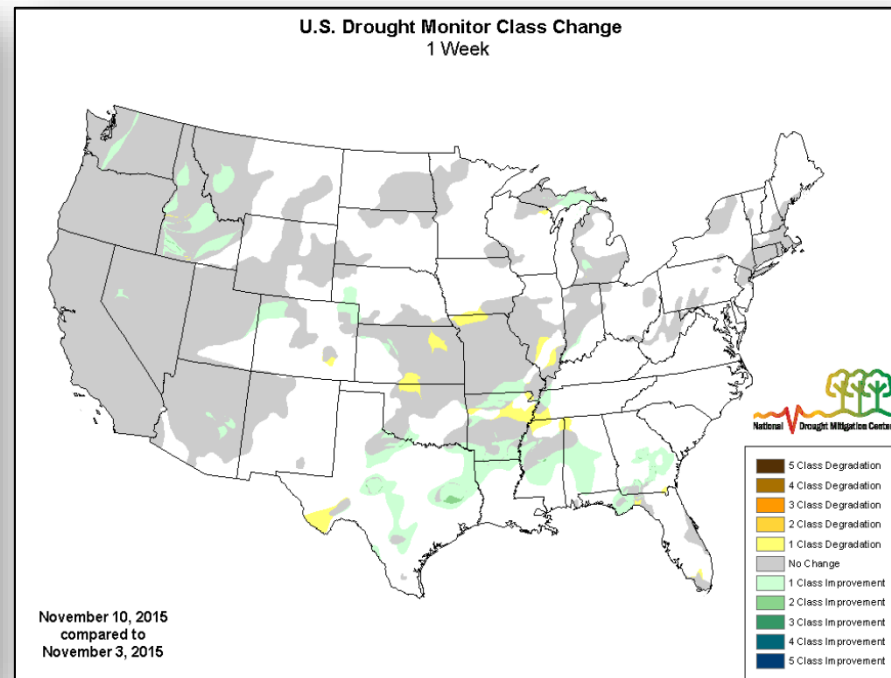 U.S. Drought Monitor Class Change
1 Week
National Drought Mitigation Center
5 Class Degradation
4 Class Degradation
3 Class Degradation
2 Class Degradation
1 Class Degradation
No Change
1 Class Improvement
2 Class Improvement
3 Class Improvement
4 Class Improvement
5 Class Improvement
November 10, 2015
compared to
November 3, 2015